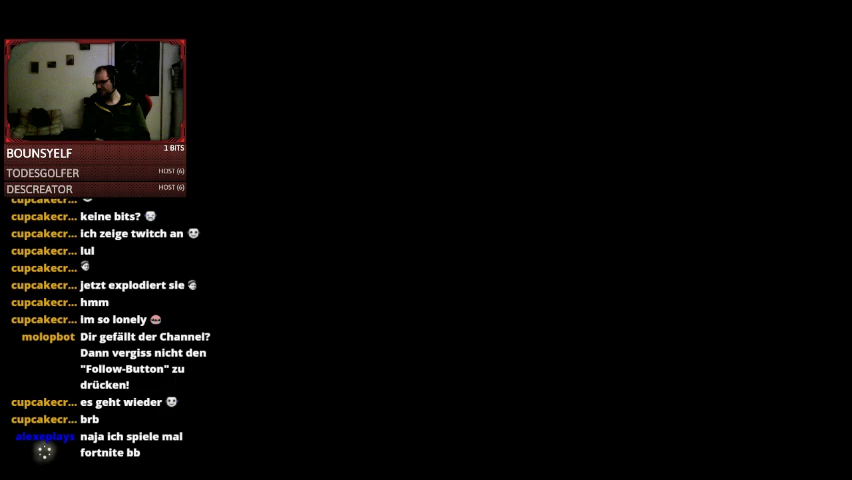 BOUNSYELF 1 BITS
TODESGOLFER HOST (6)
DESCREATOR HOST (6)
cupcakecr...
cupcakecr... keine bits?
cupcakecr... ich zeige twitch an
cupcakecr... lul
cupcakecr...
cupcakecr... jetzt explodiert sie
cupcakecr... hmm
cupcakecr... im so lonely
molopbot Dir gefällt der Channel?
Dann vergiss nicht den
"Follow-Button" zu
drücken!
cupcakecr... es geht wieder
cupcakecr... brb
alexeplays naja ich spiele mal
fortnite bb